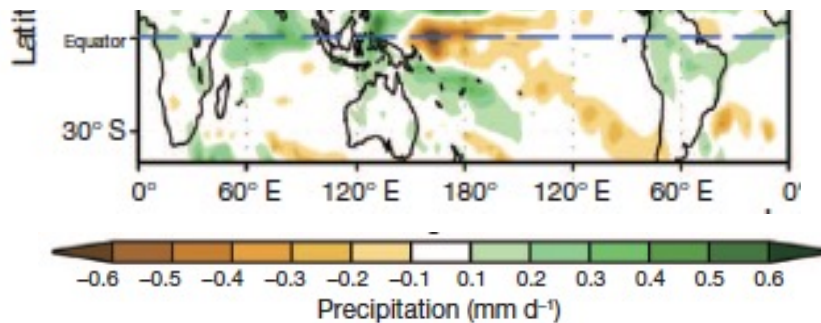 Lati
Equator
30° S
0° 60° E 120° E 180° 120° E 60° E 0°
−0.6 −0.5 −0.4 −0.3 −0.2 −0.1 0.1 0.2 0.3 0.4 0.5 0.6
Precipitation (mm d⁻¹)